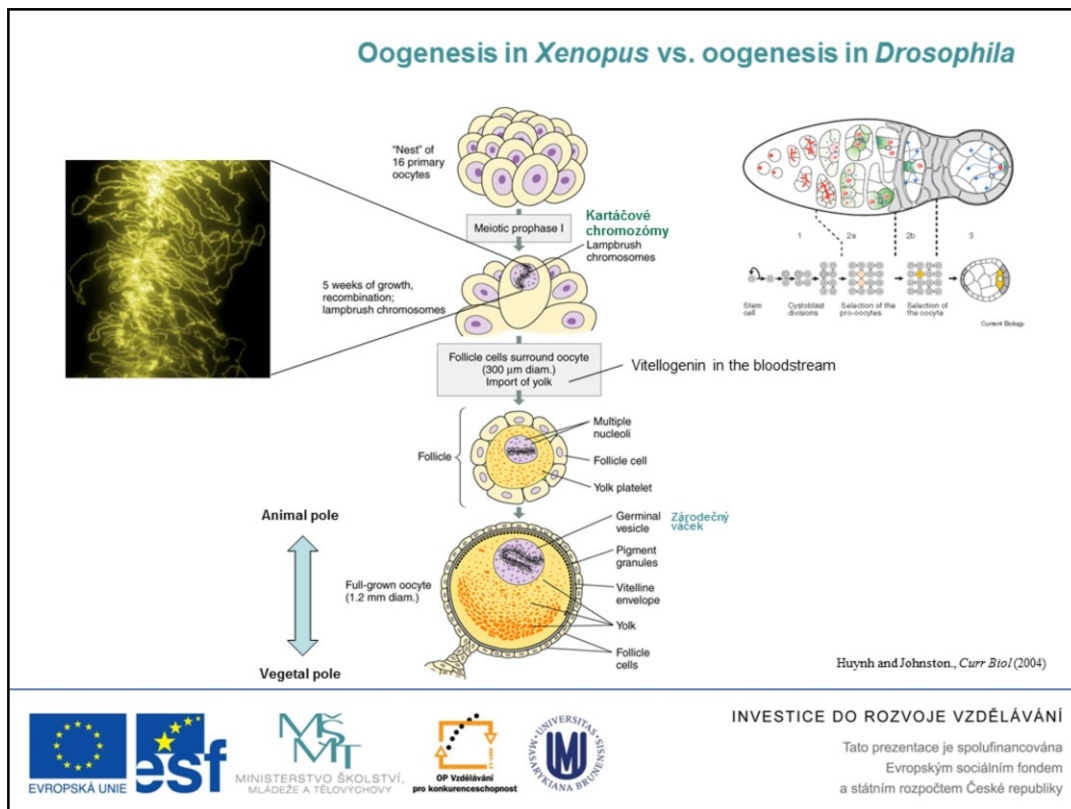 Oogenesis in Xenopus vs. oogenesis in Drosophila
"Nest" of
16 primary
oocytes
Meiotic prophase I
Kartáčové
chromozómy
Lampbrush
chromosomes
5 weeks of growth,
recombination;
lampbrush chromosomes
Follicle cells surround oocyte
(300 µm diam.)
Import of yolk
Vitellogenin in the bloodstream
Follicle
Multiple
nucleoli
Follicle cell
Yolk platelet
Animal pole
Vegetal pole
Full-grown oocyte
(1.2 mm diam.)
Germinal
vesicle
Zárodečný
váček
Pigment
granules
Vitelline
envelope
Yolk
Follicle
cells
1 2a 2b 3
Stem
cell
Cystoblast
divisions
Selection of the
pro-oocytes
Selection of
the oocyte
Current Biology
Huynh and Johnston., Curr Biol (2004)
EVROPSKÁ UNIE
esf
MŠMT
MINISTERSTVO ŠKOLSTVÍ,
MLÁDEŽE A TĚLOVÝCHOVY
OP Vzdělávání
pro konkurenceschopnost
UNIVERSITAS
MASARYKIANA BRUNENSIS
INVESTICE DO ROZVOJE VZDĚLÁVÁNÍ
Tato prezentace je spolufinancována
Evropským sociálním fondem
a státním rozpočtem České republiky